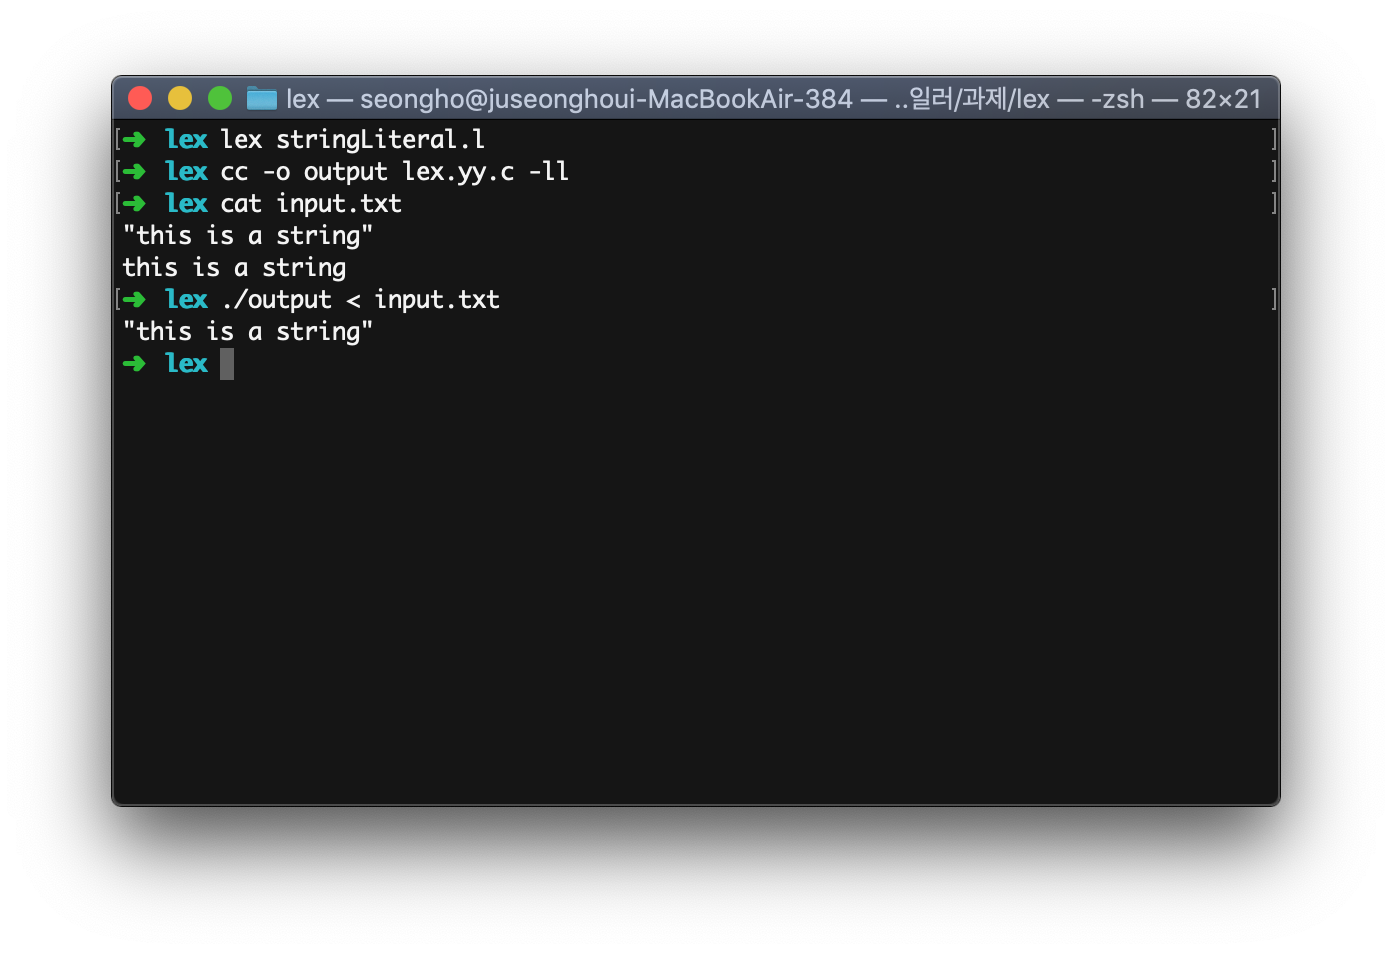 lex — seongho@juseonghoui-MacBookAir-384 — ..일러/과제/lex — -zsh — 82×21
[➜ lex lex stringLiteral.l ]
[➜ lex cc -o output lex.yy.c -ll ]
[➜ lex cat input.txt ]
"this is a string"
this is a string
[➜ lex ./output < input.txt ]
"this is a string"
➜ lex